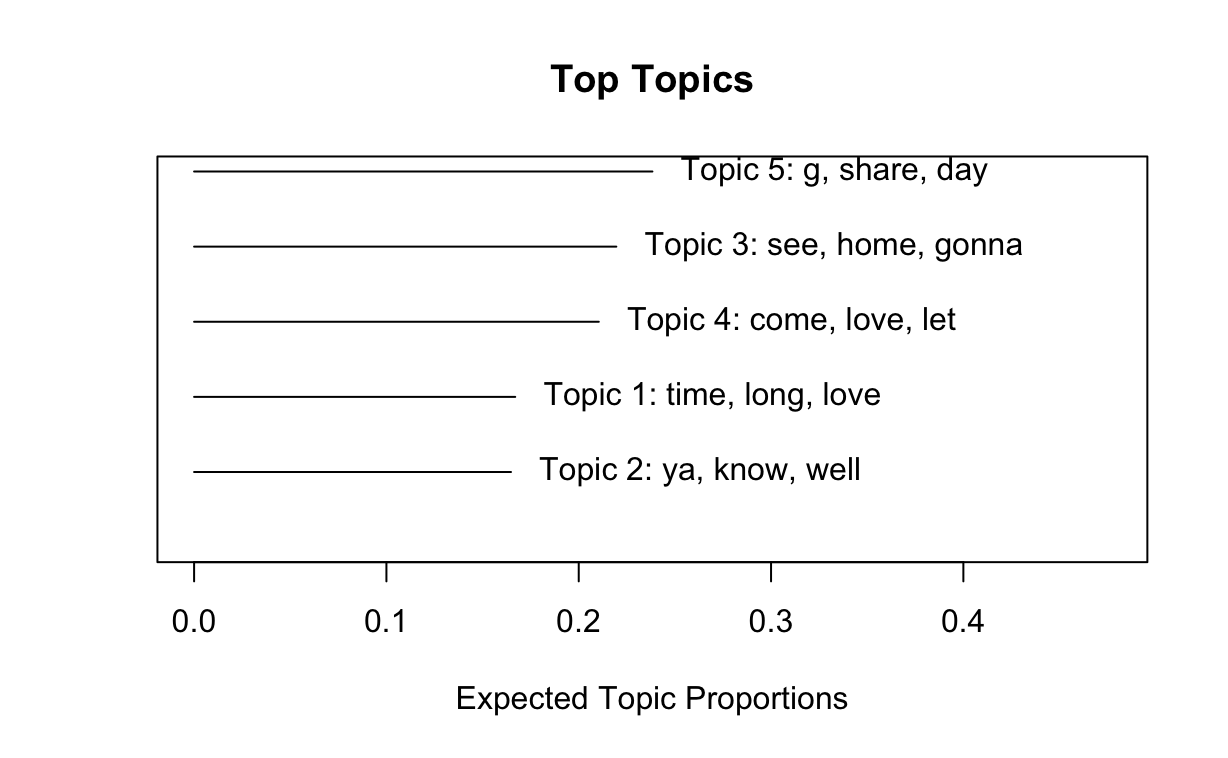 Top Topics
Topic 5: g, share, day
Topic 3: see, home, gonna
Topic 4: come, love, let
Topic 1: time, long, love
Topic 2: ya, know, well
0.0 0.1 0.2 0.3 0.4
Expected Topic Proportions